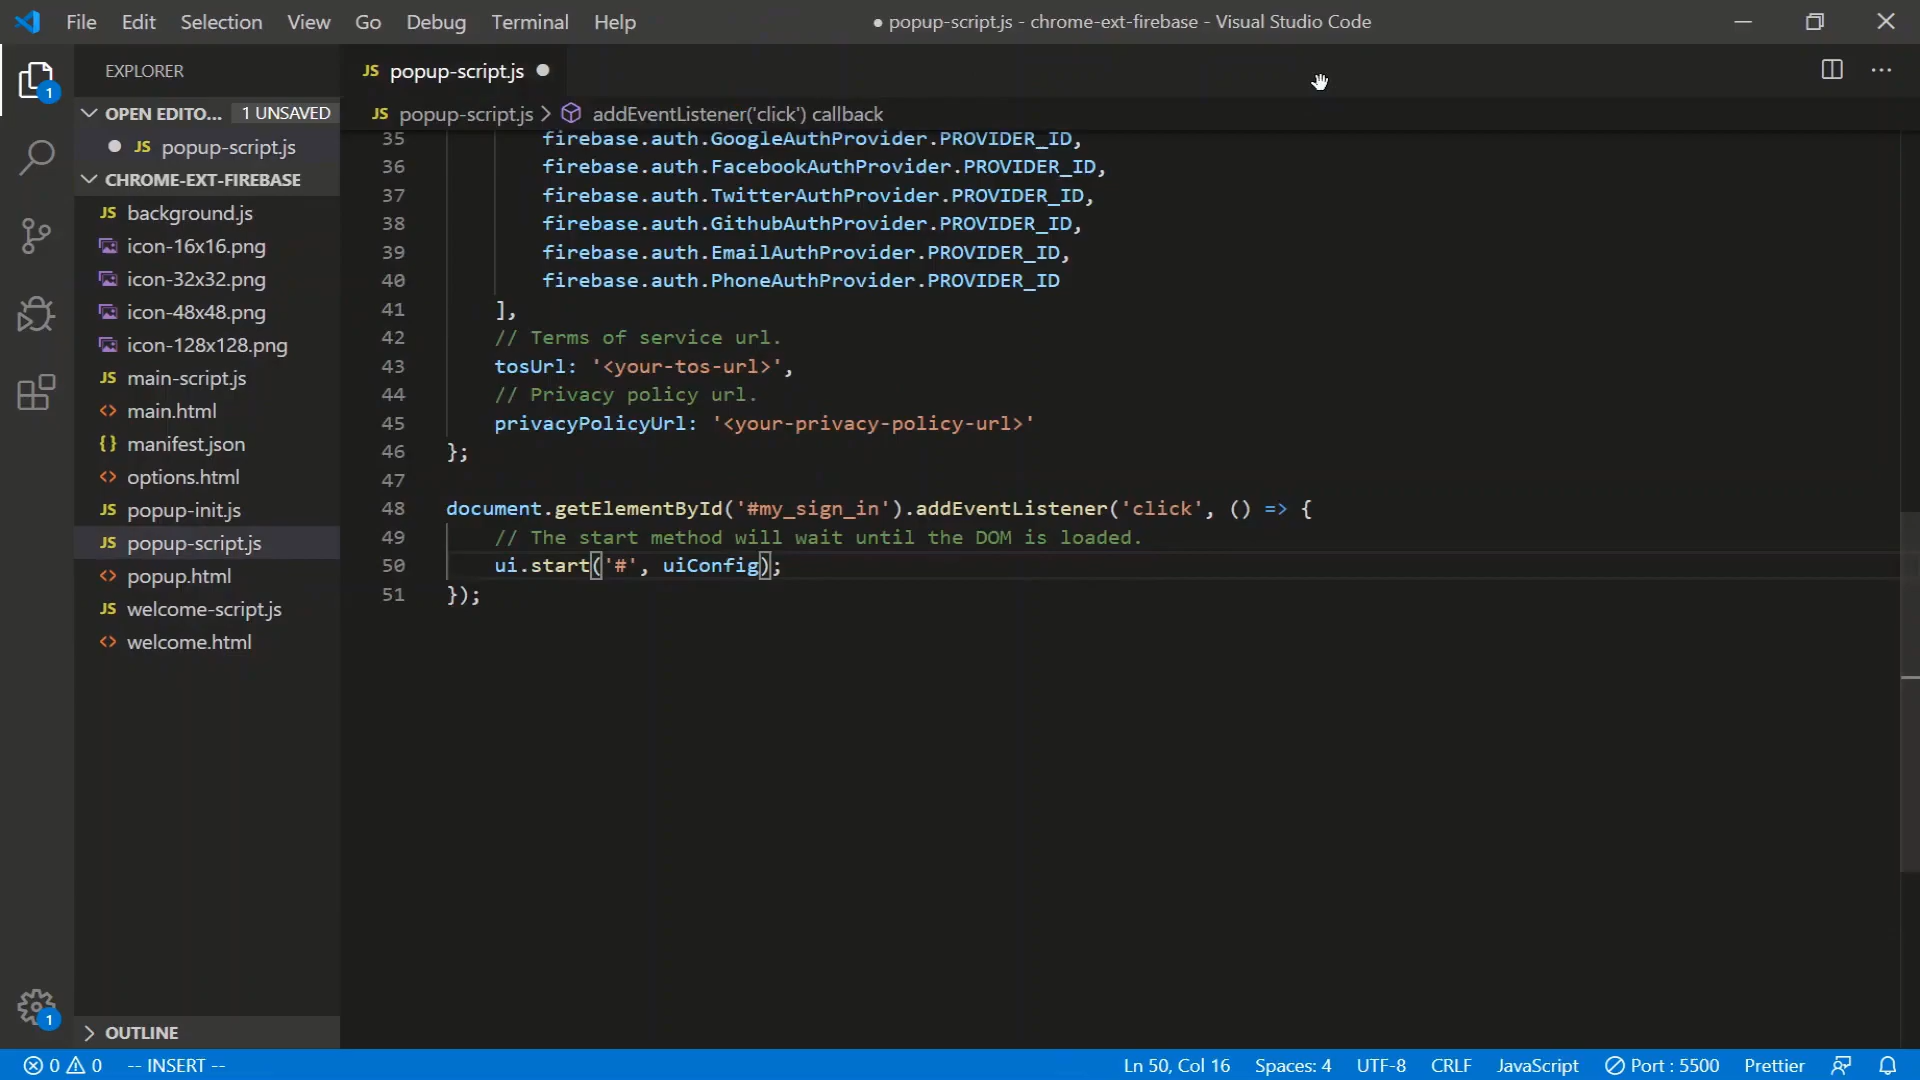 File Edit Selection View Go Debug Terminal Help ● popup-script.js - chrome-ext-firebase - Visual Studio Code
EXPLORER
OPEN EDITO... 1 UNSAVED
JS popup-script.js
CHROME-EXT-FIREBASE
JS background.js
icon-16x16.png
icon-32x32.png
icon-48x48.png
icon-128x128.png
JS main-script.js
<> main.html
{} manifest.json
<> options.html
JS popup-init.js
JS popup-script.js
<> popup.html
JS welcome-script.js
<> welcome.html
OUTLINE
1
1
JS popup-script.js ●
JS popup-script.js > addEventListener('click') callback
35 firebase.auth.GoogleAuthProvider.PROVIDER_ID,
36 firebase.auth.FacebookAuthProvider.PROVIDER_ID,
37 firebase.auth.TwitterAuthProvider.PROVIDER_ID,
38 firebase.auth.GithubAuthProvider.PROVIDER_ID,
39 firebase.auth.EmailAuthProvider.PROVIDER_ID,
40 firebase.auth.PhoneAuthProvider.PROVIDER_ID
41 ],
42 // Terms of service url.
43 tosUrl: '<your-tos-url>',
44 // Privacy policy url.
45 privacyPolicyUrl: '<your-privacy-policy-url>'
46 };
47
48 document.getElementById('#my_sign_in').addEventListener('click', () => {
49 // The start method will wait until the DOM is loaded.
50 ui.start('#', uiConfig);
51 });
0 0 -- INSERT -- Ln 50, Col 16 Spaces: 4 UTF-8 CRLF JavaScript Port : 5500 Prettier